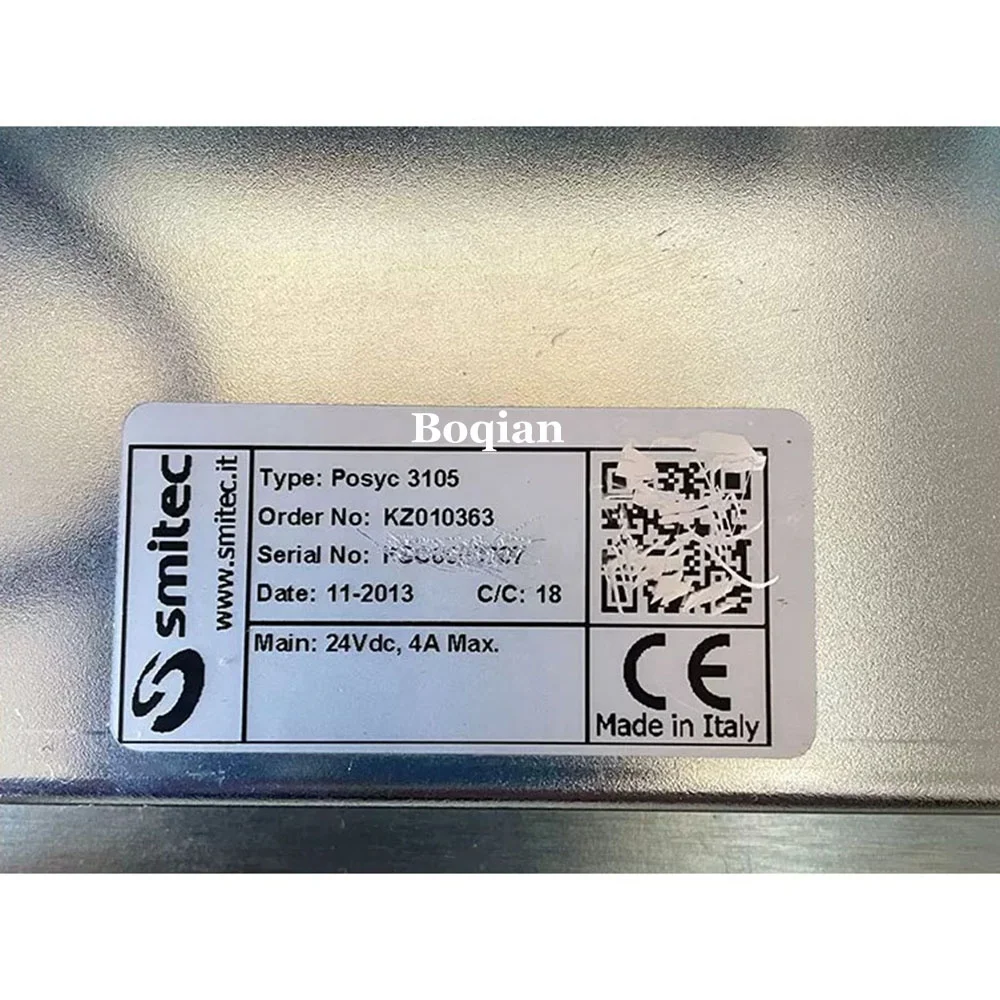 Boqian
smitec
www.smitec.it
Type: Posyc 3105
Order No: KZ010363
Serial No:
Date: 11-2013 C/C: 18
Main: 24Vdc, 4A Max.
CE
Made in Italy